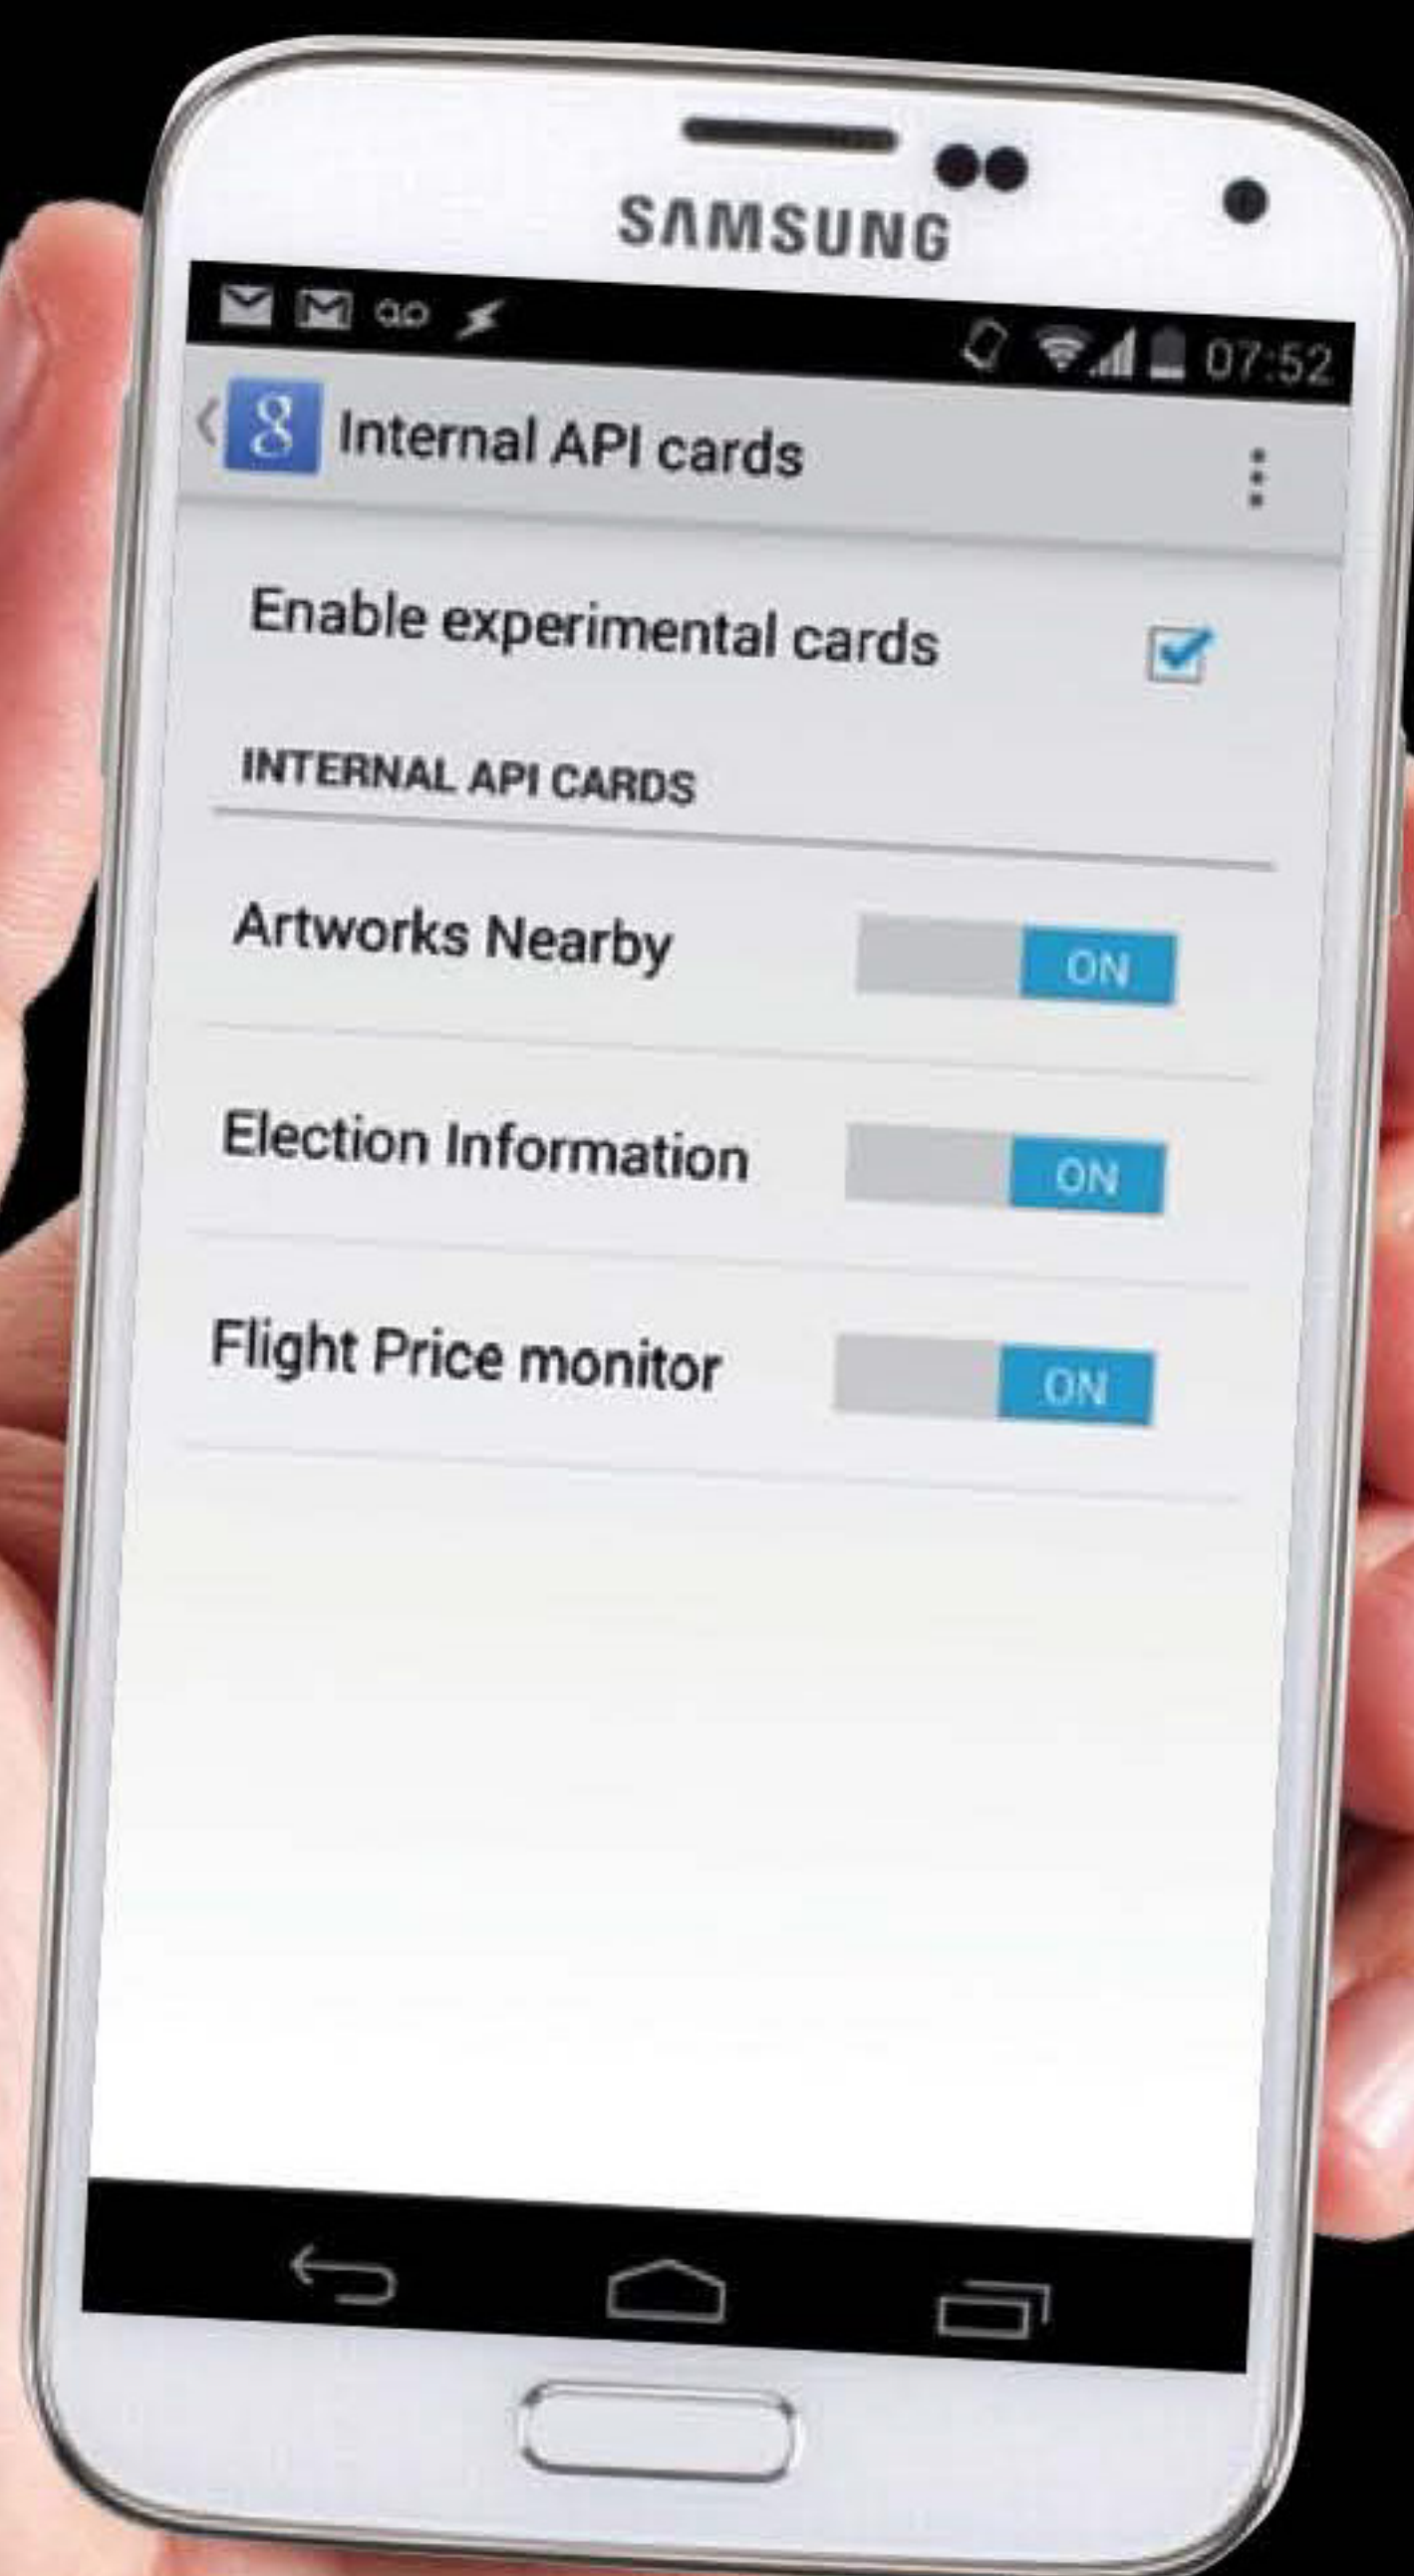 SAMSUNG
07:52
8 Internal API cards
Enable experimental cards
INTERNAL API CARDS
Artworks Nearby ON
Election Information ON
Flight Price monitor ON